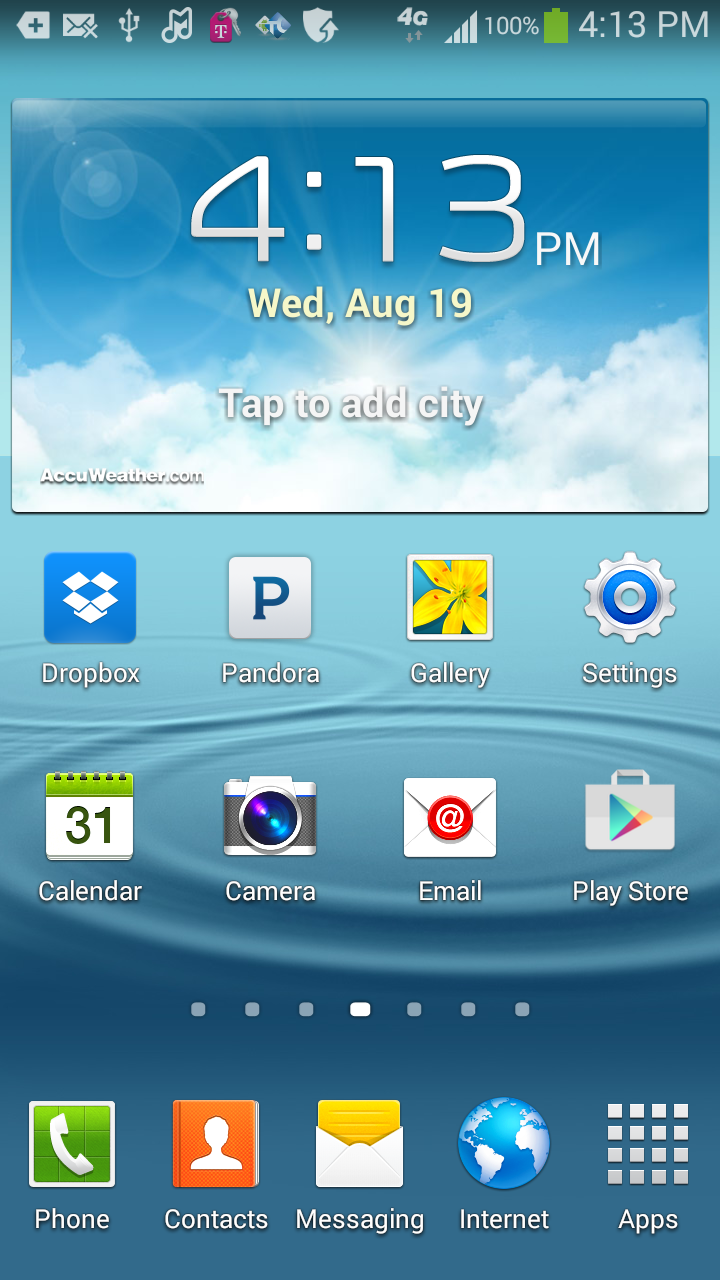 4G 100% 4:13 PM
4:13 PM
Wed, Aug 19
Tap to add city
AccuWeather.com
Dropbox Pandora Gallery Settings
31
Calendar Camera Email Play Store
Phone Contacts Messaging Internet Apps